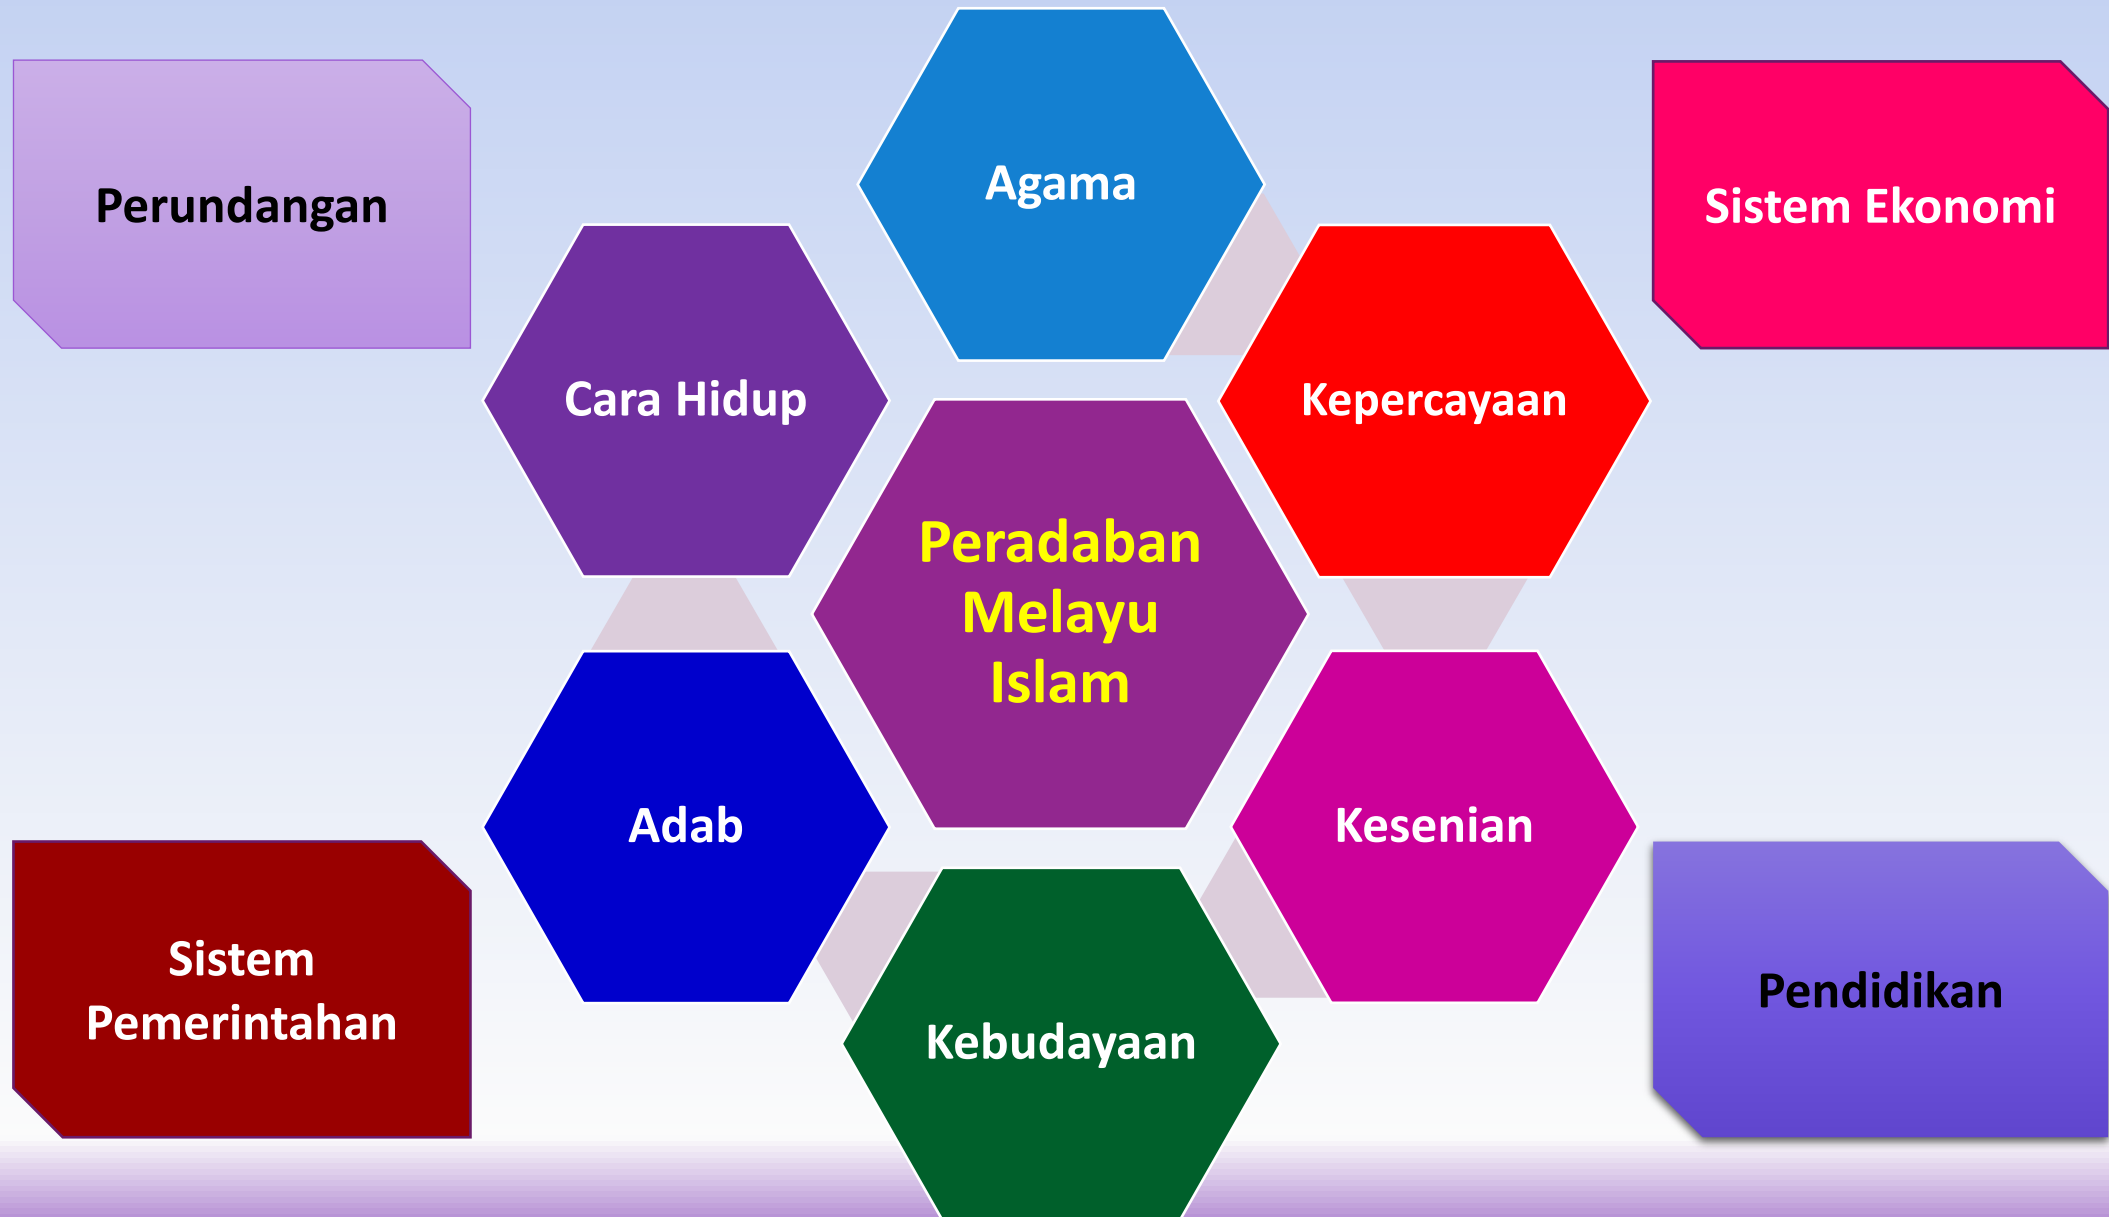 Agama
Perundangan
Sistem Ekonomi
Cara Hidup
Kepercayaan
Peradaban
Melayu
Islam
Adab
Kesenian
Sistem
Pemerintahan
Kebudayaan
Pendidikan